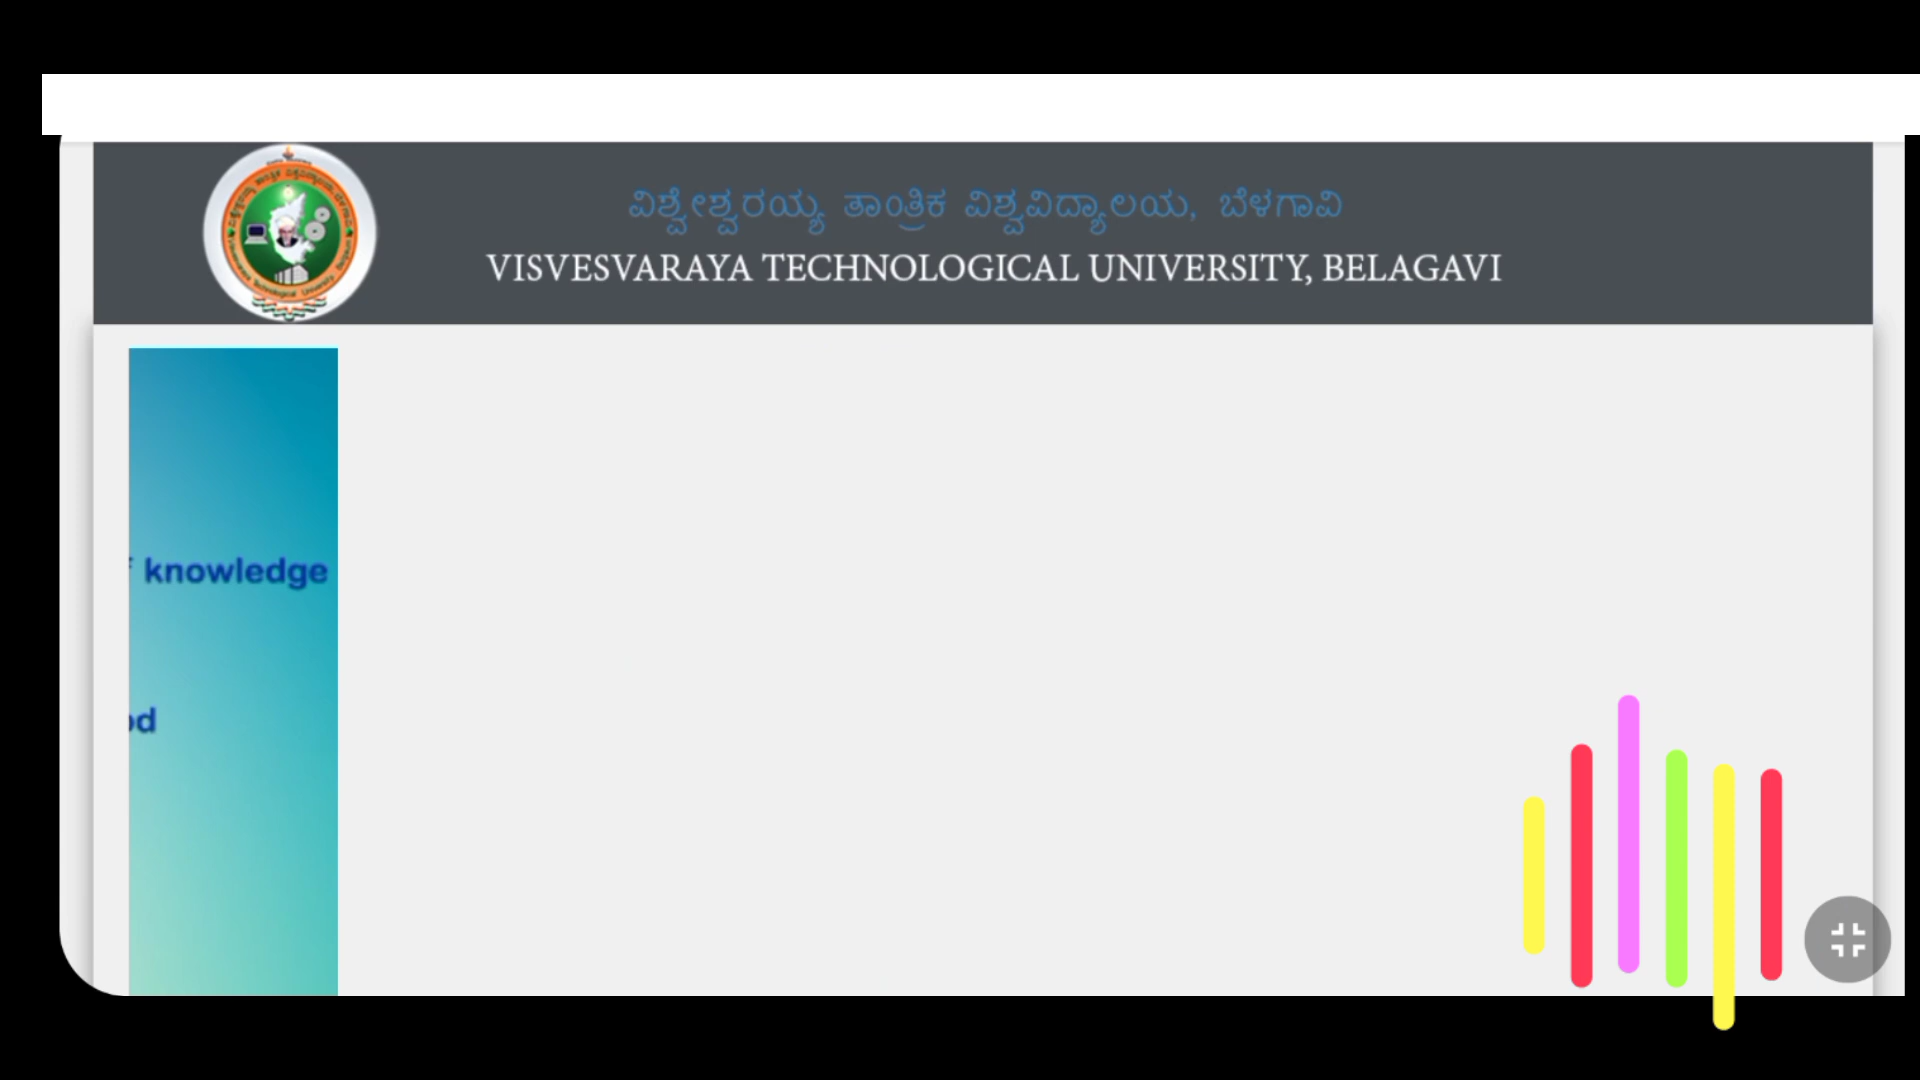 ವಿಶ್ವೇಶ್ವರಯ್ಯ ತಾಂತ್ರಿಕ ವಿಶ್ವವಿದ್ಯಾಲಯ, ಬೆಳಗಾವಿ
VISVESVARAYA TECHNOLOGICAL UNIVERSITY, BELAGAVI
knowledge